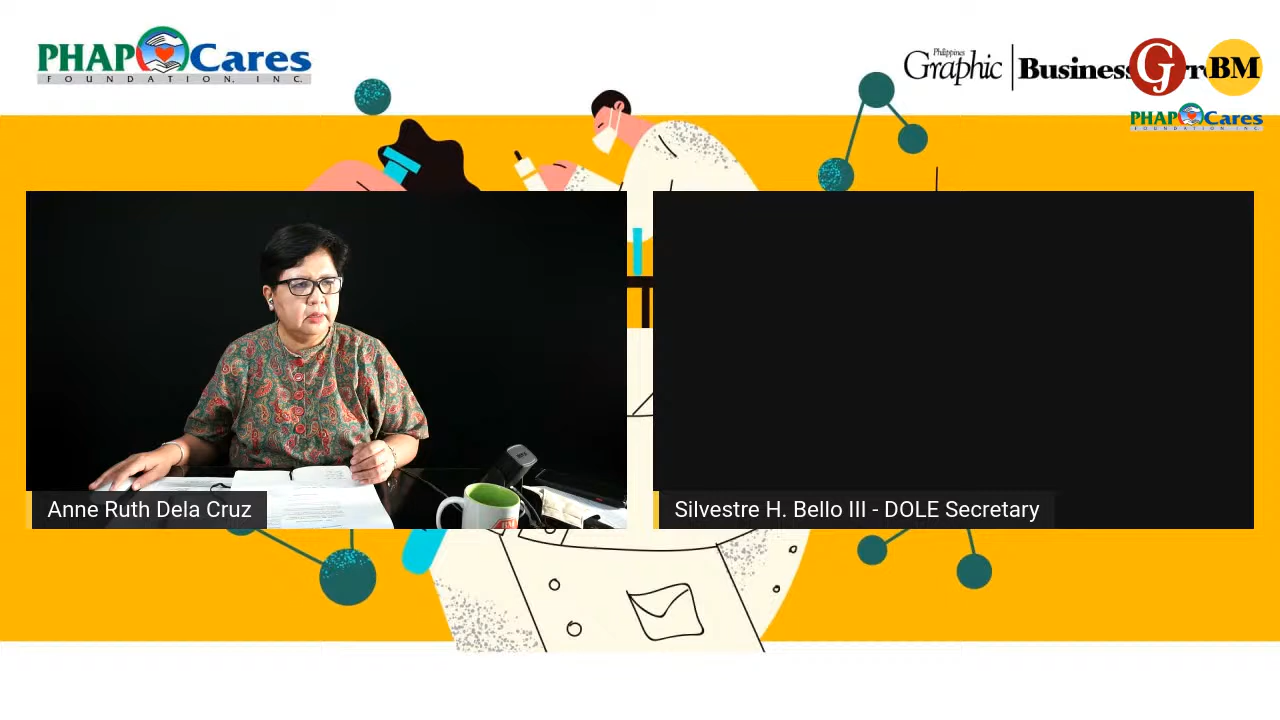 PHAP Cares
FOUNDATION, INC.
Philippines
Graphic
Business
G
BM
PHAP Cares
FOUNDATION INC
Anne Ruth Dela Cruz
Silvestre H. Bello III - DOLE Secretary